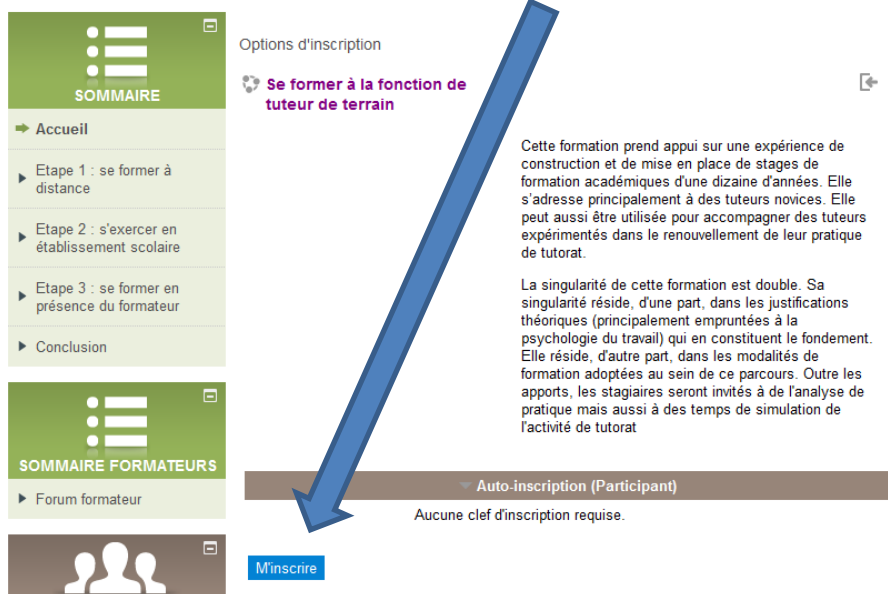 SOMMAIRE
Accueil
Etape 1 : se former à
distance
Etape 2 : s'exercer en
établissement scolaire
Etape 3 : se former en
présence du formateur
Conclusion
SOMMAIRE FORMATEURS
Forum formateur
Options d'inscription
Se former à la fonction de
tuteur de terrain
Cette formation prend appui sur une expérience de
construction et de mise en place de stages de
formation académiques d'une dizaine d'années. Elle
s'adresse principalement à des tuteurs novices. Elle
peut aussi être utilisée pour accompagner des tuteurs
expérimentés dans le renouvellement de leur pratique
de tutorat.
La singularité de cette formation est double. Sa
singularité réside, d'une part, dans les justifications
théoriques (principalement empruntées à la
psychologie du travail) qui en constituent le fondement.
Elle réside, d'autre part, dans les modalités de
formation adoptées au sein de ce parcours. Outre les
apports, les stagiaires seront invités à de l'analyse de
pratique mais aussi à des temps de simulation de
l'activité de tutorat
Auto-inscription (Participant)
Aucune clef d'inscription requise.
M'inscrire